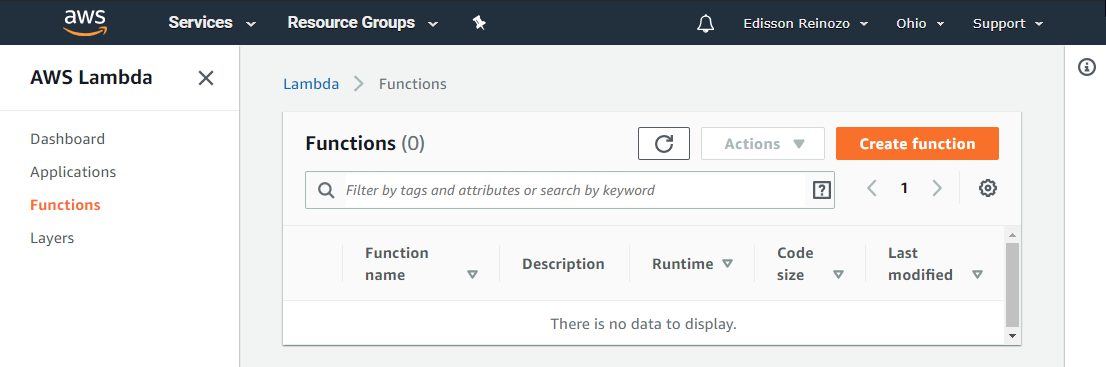 aws Services Resource Groups Edisson Reinozo Ohio Support
AWS Lambda
Dashboard
Applications
Functions
Layers
Lambda > Functions
Functions (0) Actions Create function
Filter by tags and attributes or search by keyword ? < 1 >
Function name Description Runtime Code size Last modified
There is no data to display.